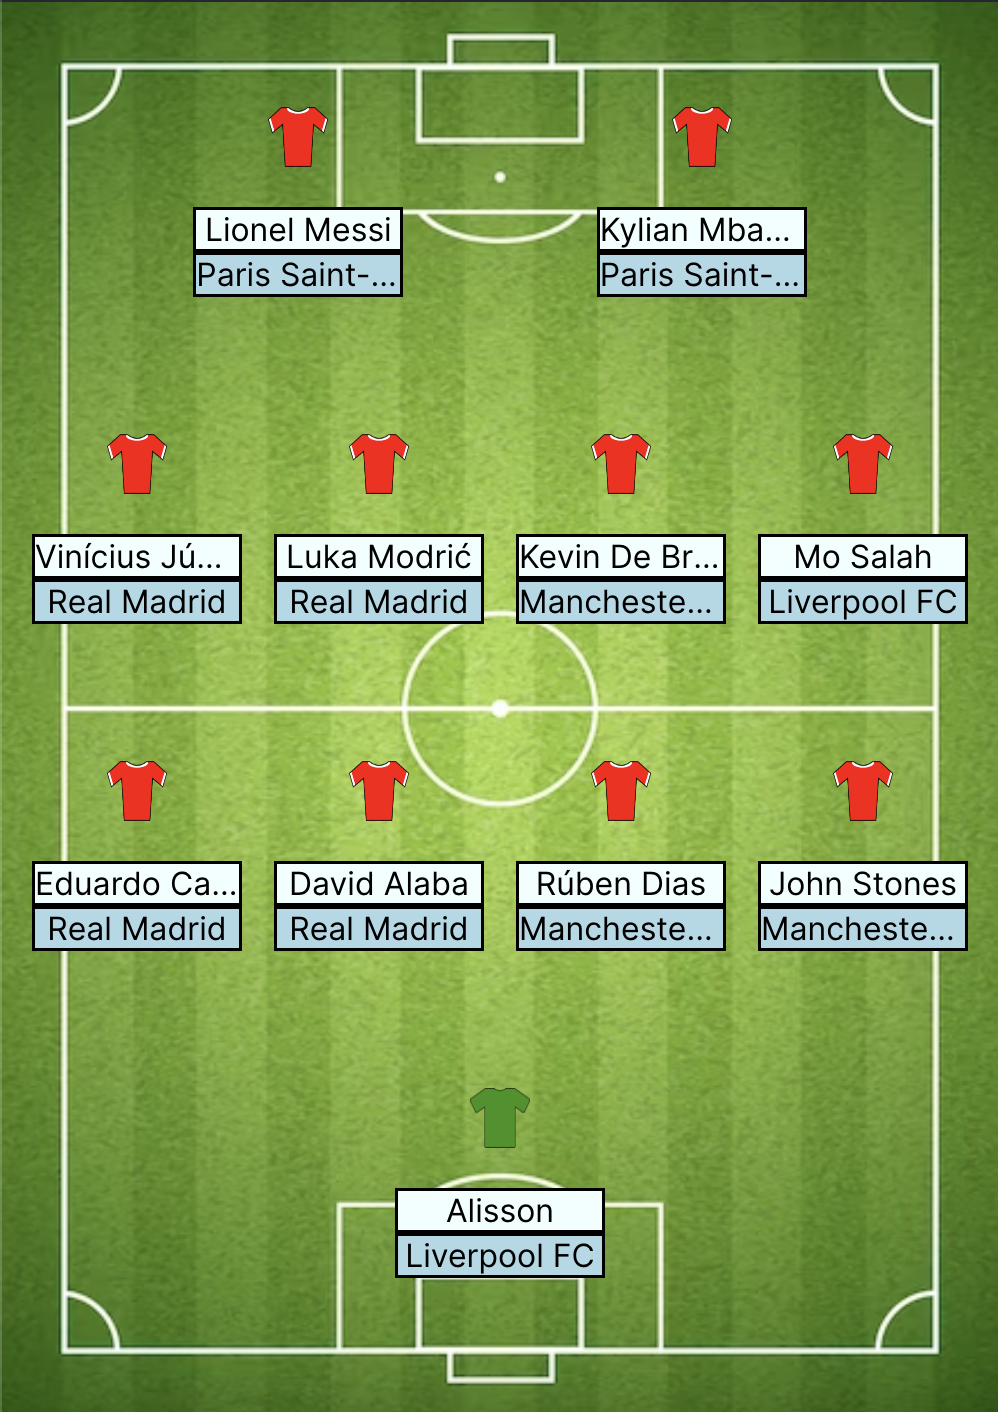 Lionel Messi
Paris Saint-...
Kylian Mba...
Paris Saint-...
Vinícius Jú...
Real Madrid
Luka Modrić
Real Madrid
Kevin De Br...
Mancheste...
Mo Salah
Liverpool FC
Eduardo Ca...
Real Madrid
David Alaba
Real Madrid
Rúben Dias
Mancheste...
John Stones
Mancheste...
Alisson
Liverpool FC